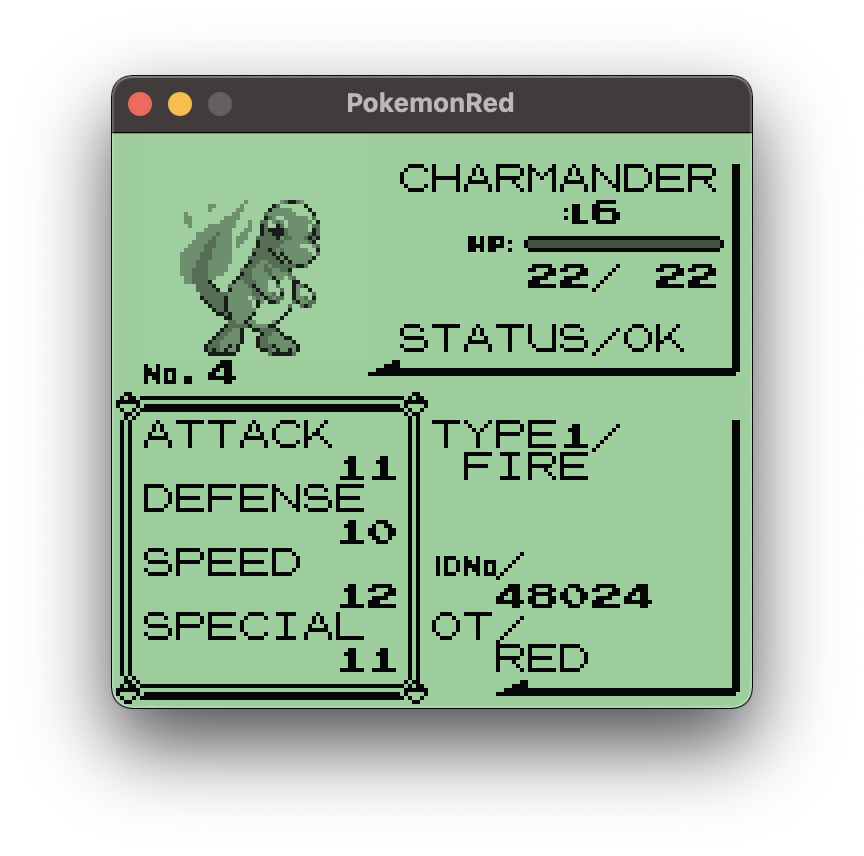 PokemonRed
CHARMANDER
:L6
HP:
22/ 22
STATUS/OK
No. 4
ATTACK
11
DEFENSE
10
SPEED
12
SPECIAL
11
TYPE1/
FIRE
IDNo/
48024
OT/
RED